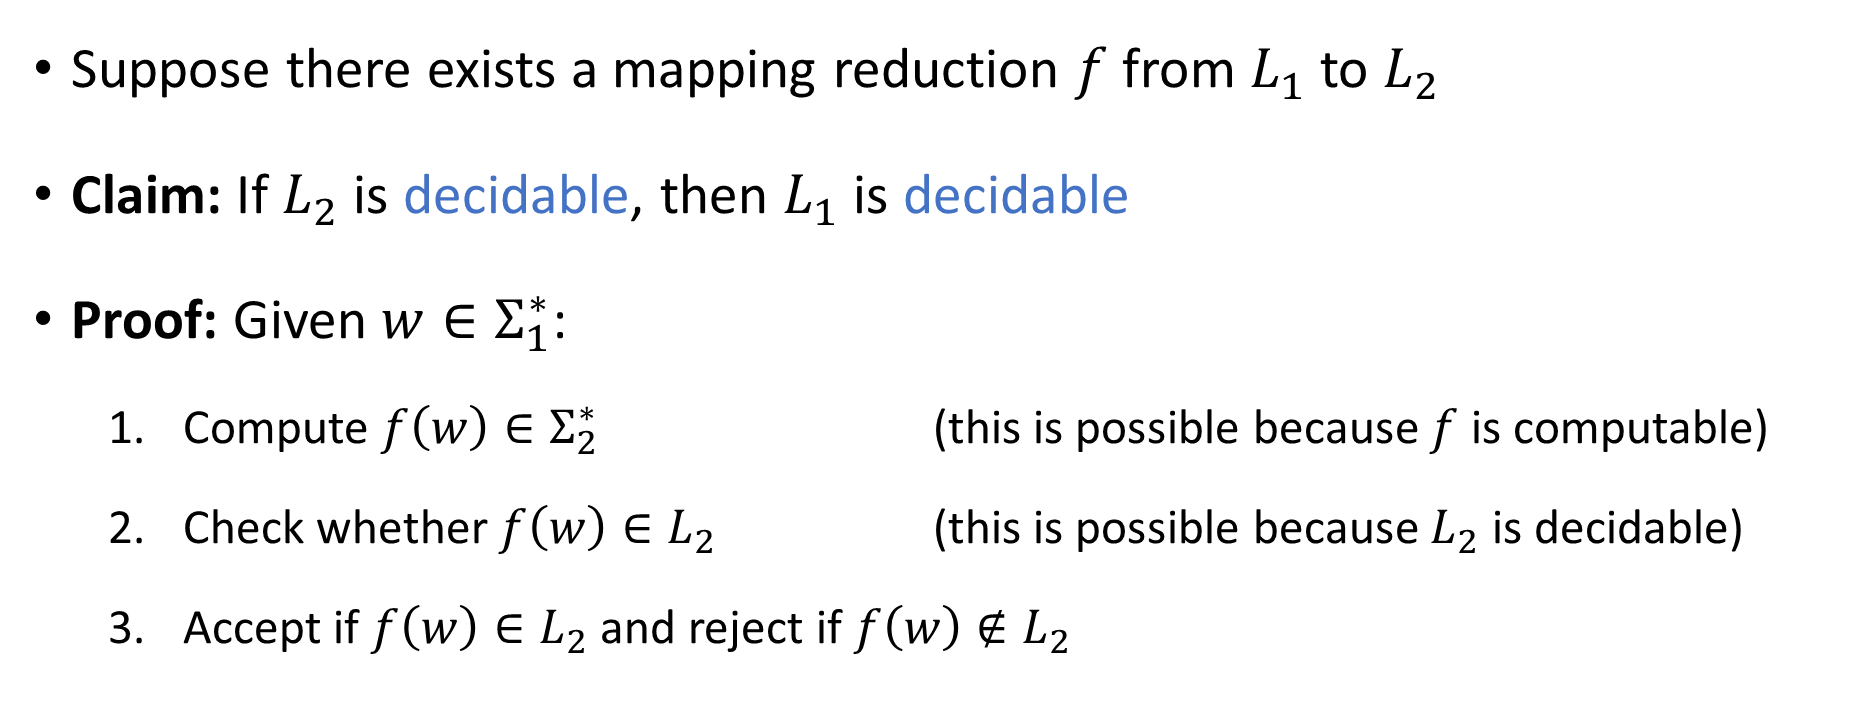 • Suppose there exists a mapping reduction 𝑓 from 𝐿₁ to 𝐿₂
• Claim: If 𝐿₂ is decidable, then 𝐿₁ is decidable
• Proof: Given 𝑤 ∈ Σ₁*:
1. Compute 𝑓(𝑤) ∈ Σ₂* (this is possible because 𝑓 is computable)
2. Check whether 𝑓(𝑤) ∈ 𝐿₂ (this is possible because 𝐿₂ is decidable)
3. Accept if 𝑓(𝑤) ∈ 𝐿₂ and reject if 𝑓(𝑤) ∉ 𝐿₂